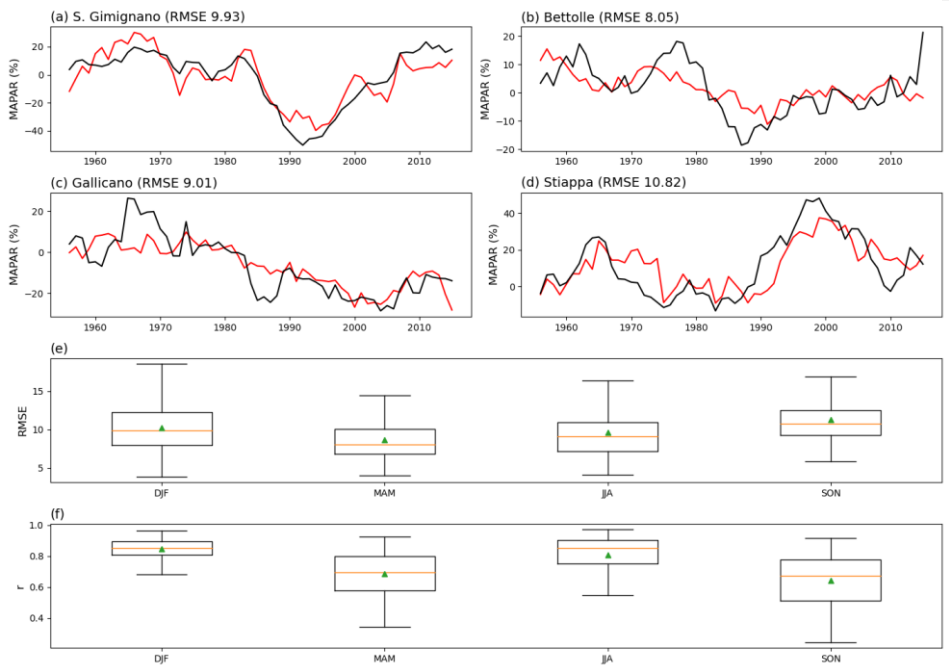 (a) S. Gimignano (RMSE 9.93)
MAPAR (%)
20
0
−20
−40
1960
1970
1980
1990
2000
2010
(b) Bettolle (RMSE 8.05)
MAPAR (%)
20
10
0
−10
−20
1960
1970
1980
1990
2000
2010
(c) Gallicano (RMSE 9.01)
MAPAR (%)
20
0
−20
1960
1970
1980
1990
2000
2010
(d) Stiappa (RMSE 10.82)
MAPAR (%)
40
20
0
1960
1970
1980
1990
2000
2010
(e)
RMSE
15
10
5
DJF
MAM
JJA
SON
(f)
r
1.0
0.8
0.6
0.4
DJF
MAM
JJA
SON